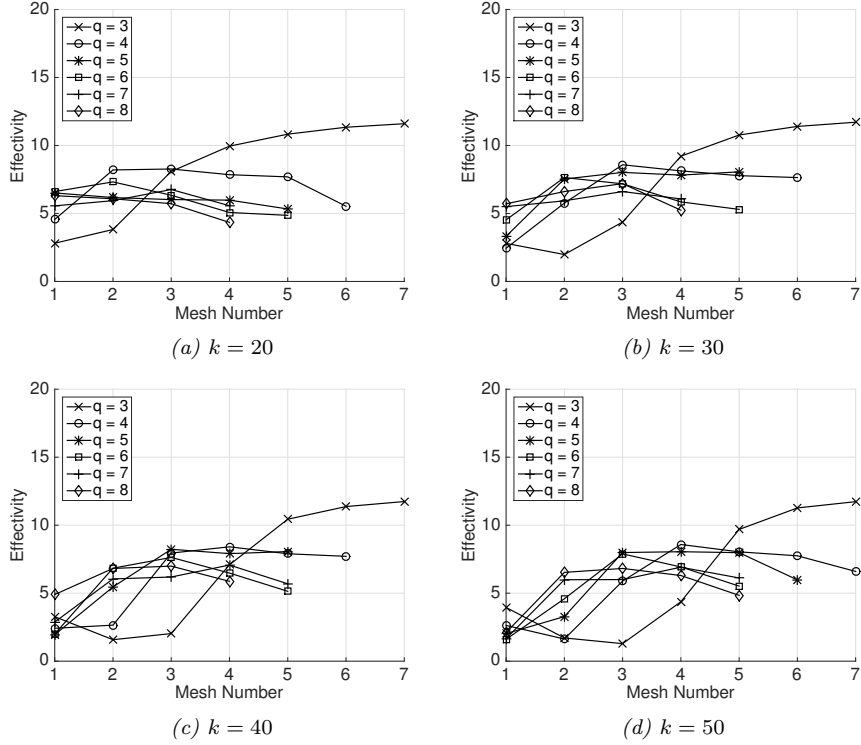 20
15
10
5
0
Effectivity
q = 3
q = 4
q = 5
q = 6
q = 7
q = 8
1 2 3 4 5 6 7
Mesh Number
(a) k = 20
20
15
10
5
0
Effectivity
q = 3
q = 4
q = 5
q = 6
q = 7
q = 8
1 2 3 4 5 6 7
Mesh Number
(b) k = 30
20
15
10
5
0
Effectivity
q = 3
q = 4
q = 5
q = 6
q = 7
q = 8
1 2 3 4 5 6 7
Mesh Number
(c) k = 40
20
15
10
5
0
Effectivity
q = 3
q = 4
q = 5
q = 6
q = 7
q = 8
1 2 3 4 5 6 7
Mesh Number
(d) k = 50